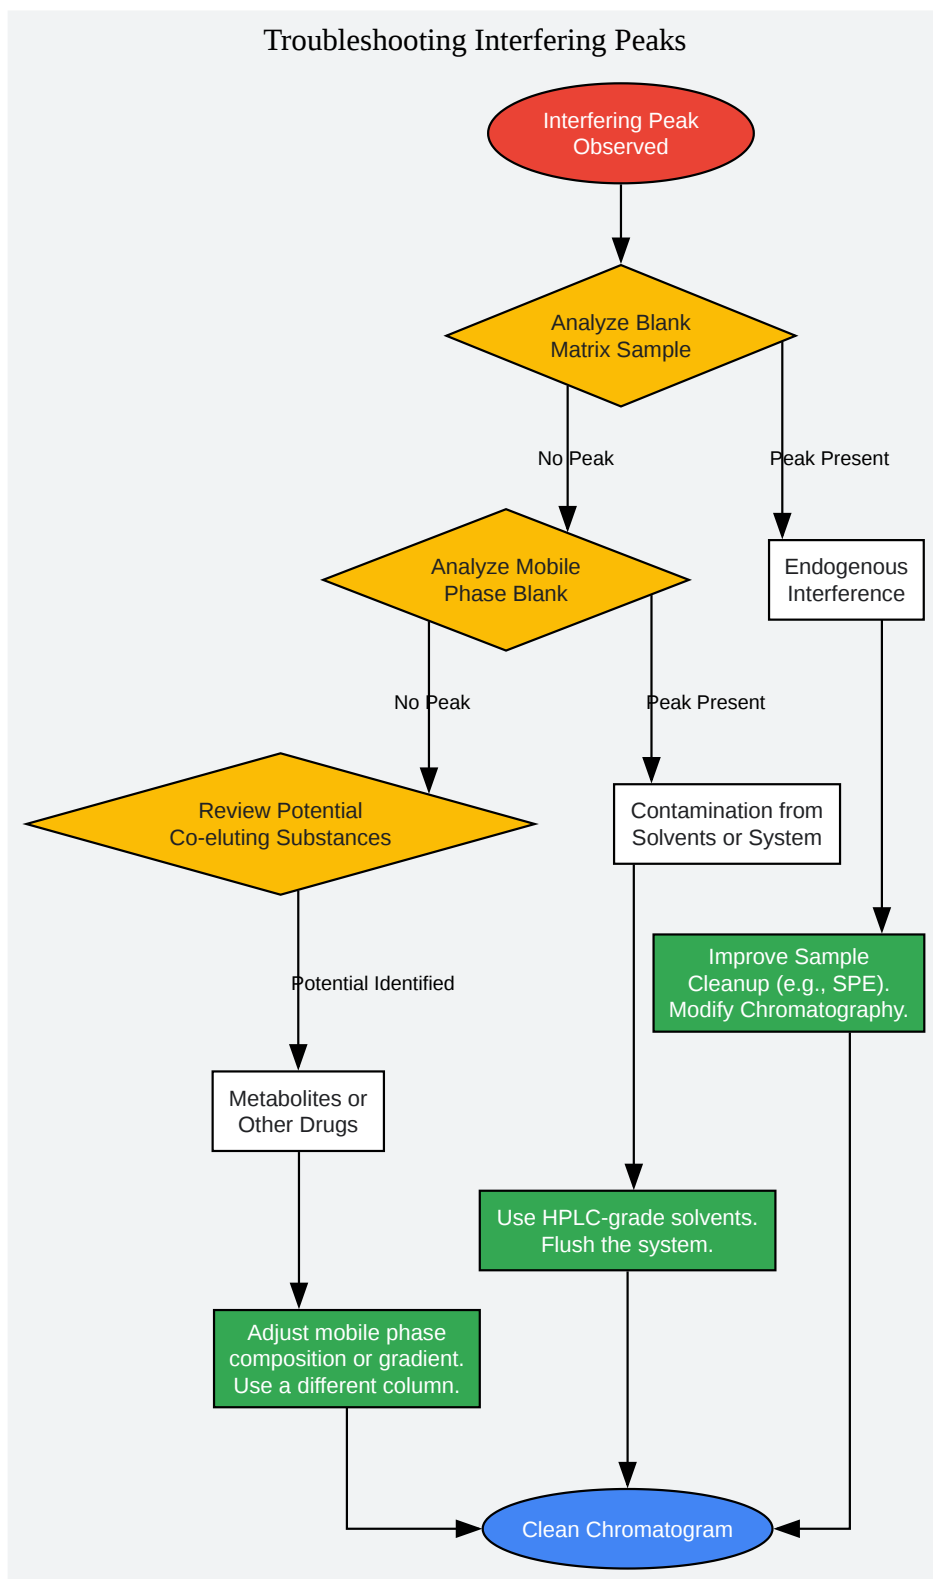 Troubleshooting Interfering Peaks
Interfering Peak
Observed
Analyze Blank
Matrix Sample
No Peak
Peak Present
Analyze Mobile
Phase Blank
Endogenous
Interference
No Peak
Peak Present
Review Potential
Co-eluting Substances
Contamination from
Solvents or System
Improve Sample
Cleanup (e.g., SPE).
Modify Chromatography.
Potential Identified
Metabolites or
Other Drugs
Use HPLC-grade solvents.
Flush the system.
Adjust mobile phase
composition or gradient.
Use a different column.
Clean Chromatogram